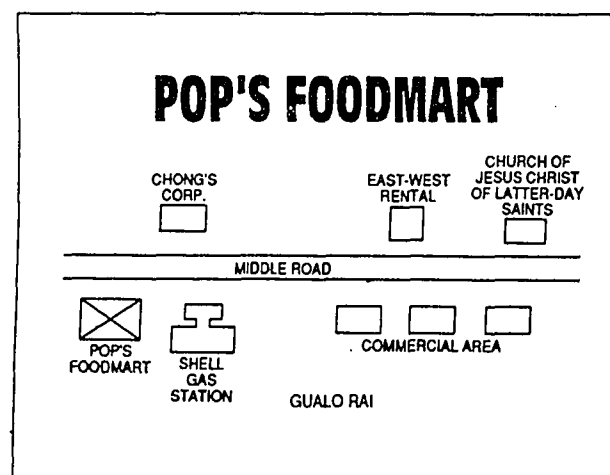 POP'S FOODMART
CHONG'S
CORP.
EAST-WEST
RENTAL
CHURCH OF
JESUS CHRIST
OF LATTER-DAY
SAINTS
MIDDLE ROAD
POP'S
FOODMART
SHELL
GAS
STATION
COMMERCIAL AREA
GUALO RAI